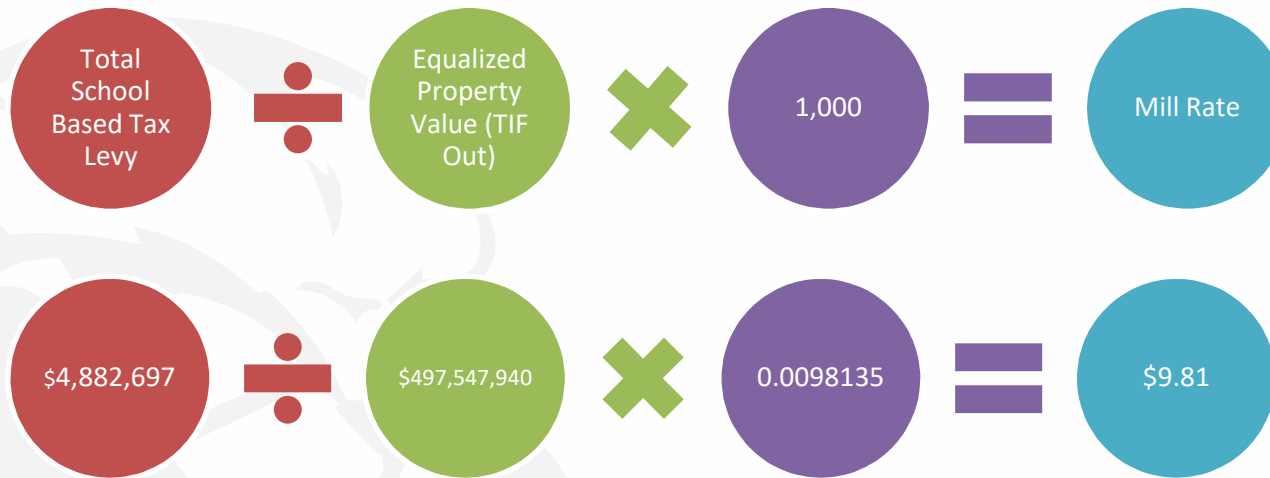 Total
School
Based Tax
Levy
Equalized
Property
Value (TIF
Out)
1,000
Mill Rate
$4,882,697
$497,547,940
0.0098135
$9.81